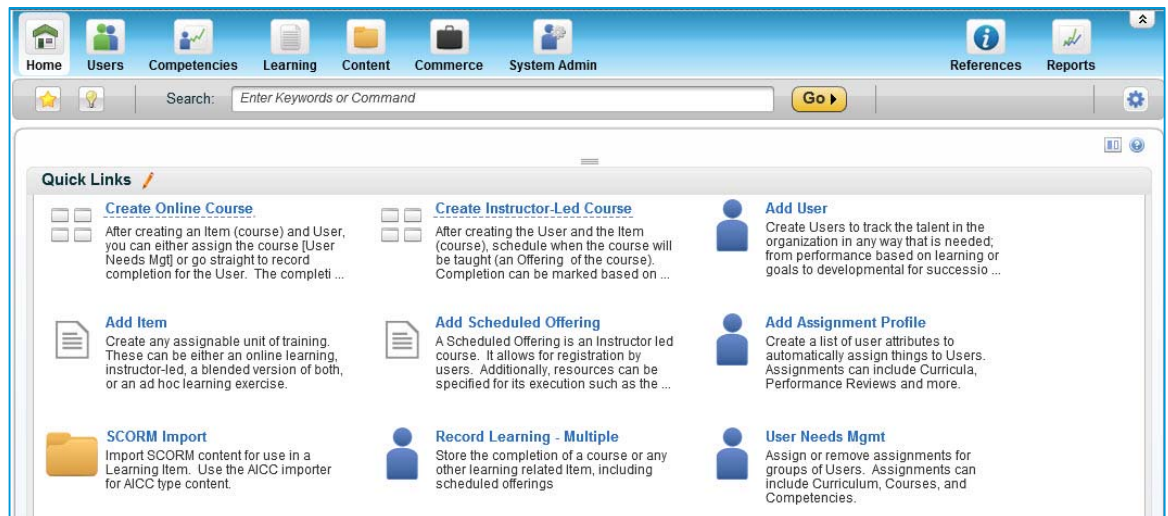 Home Users Competencies Learning Content Commerce System Admin References Reports
Search: Enter Keywords or Command Go
Quick Links
Create Online Course
After creating an Item (course) and User,
you can either assign the course [User
Needs Mgt] or go straight to record
completion for the User. The completi ...
Create Instructor-Led Course
After creating the User and the Item
(course), schedule when the course will
be taught (an Offering of the course).
Completion can be marked based on ...
Add User
Create Users to track the talent in the
organization in any way that is needed;
from performance based on learning or
goals to developmental for successio ...
Add Item
Create any assignable unit of training.
These can be either an online learning,
instructor-led, a blended version of both,
or an ad hoc learning exercise.
Add Scheduled Offering
A Scheduled Offering is an Instructor led
course. It allows for registration by
users. Additionally, resources can be
specified for its execution such as the ...
Add Assignment Profile
Create a list of user attributes to
automatically assign things to Users.
Assignments can include Curricula,
Performance Reviews and more.
SCORM Import
Import SCORM content for use in a
Learning Item. Use the AICC importer
for AICC type content.
Record Learning - Multiple
Store the completion of a course or any
other learning related Item, including
scheduled offerings
User Needs Mgmt
Assign or remove assignments for
groups of Users. Assignments can
include Curriculum, Courses, and
Competencies.